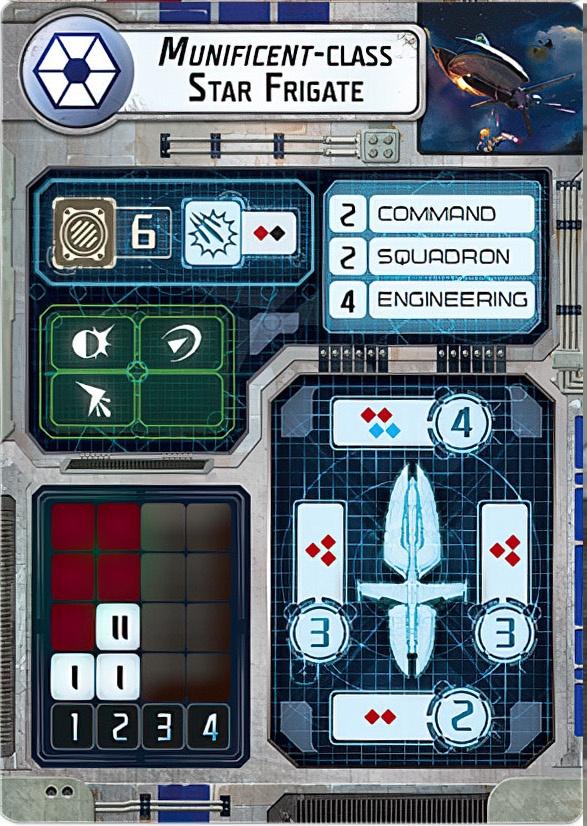 MUNIFICENT-CLASS
STAR FRIGATE
6
2 COMMAND
2 SQUADRON
4 ENGINEERING
4
3
3
2
II
I I
1 2 3 4